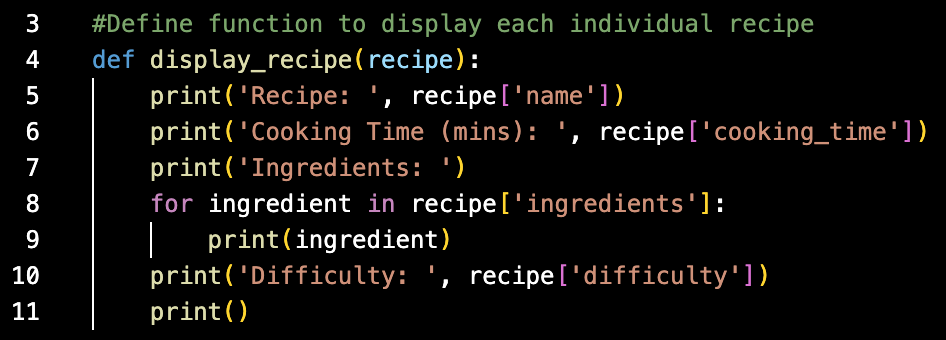 3 #Define function to display each individual recipe
4 def display_recipe(recipe):
5     print('Recipe: ', recipe['name'])
6     print('Cooking Time (mins): ', recipe['cooking_time'])
7     print('Ingredients: ')
8     for ingredient in recipe['ingredients']:
9         print(ingredient)
10     print('Difficulty: ', recipe['difficulty'])
11     print()